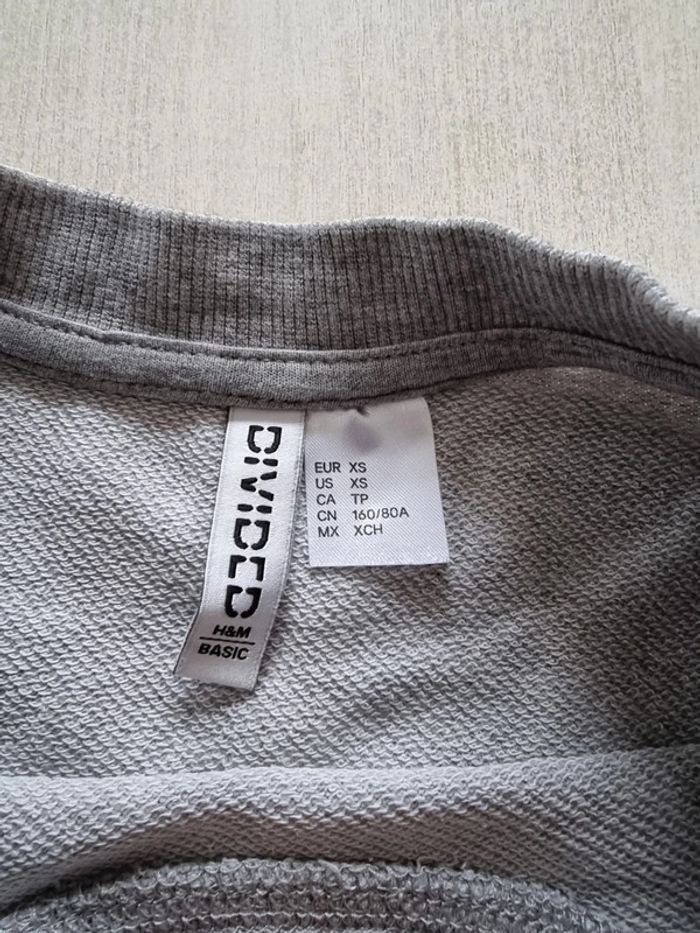 DIVIDED
H&M
BASIC
EUR XS
US XS
CA TP
CN 160/80A
MX XCH